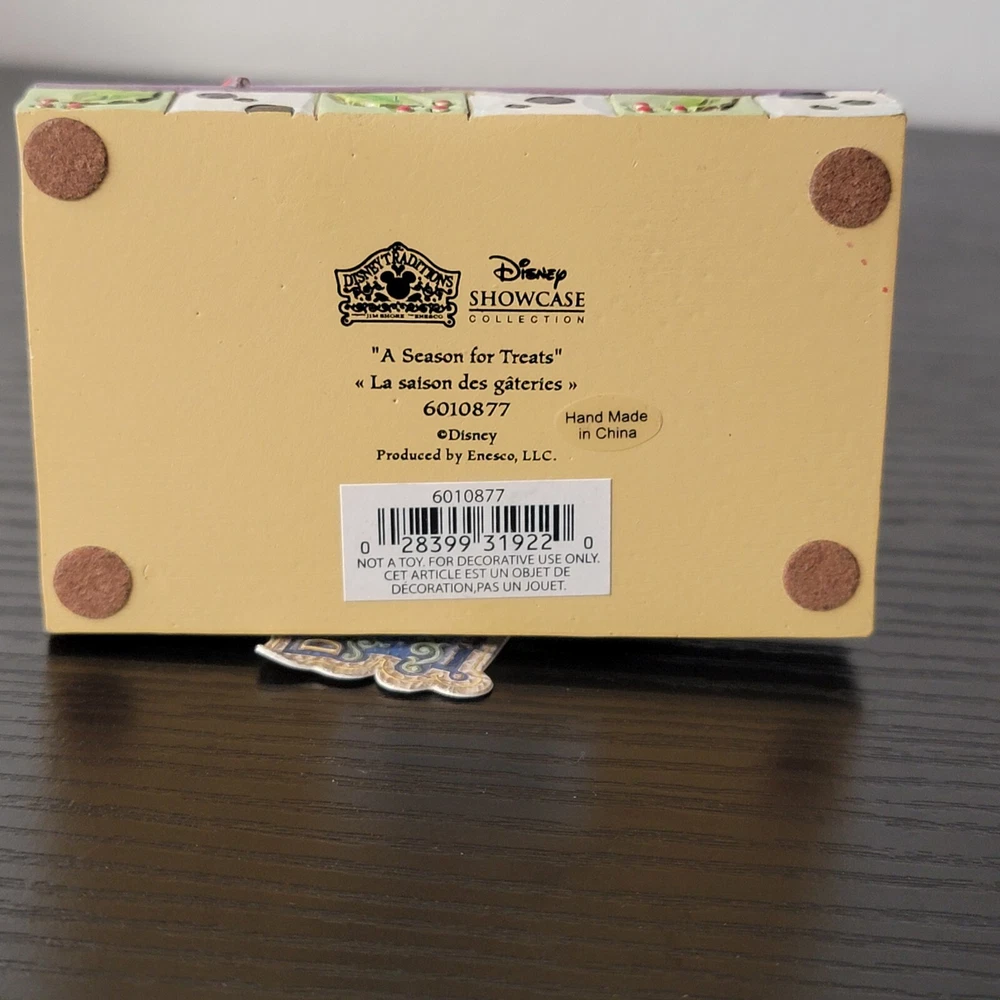 DISNEY TRADITIONS
JIM SHORE ENESCO
Disney
SHOWCASE
COLLECTION
"A Season for Treats"
« La saison des gâteries »
6010877
©Disney
Produced by Enesco, LLC.
Hand Made
in China
6010877
0 28399 31922 0
NOT A TOY. FOR DECORATIVE USE ONLY.
CET ARTICLE EST UN OBJET DE
DÉCORATION,PAS UN JOUET.